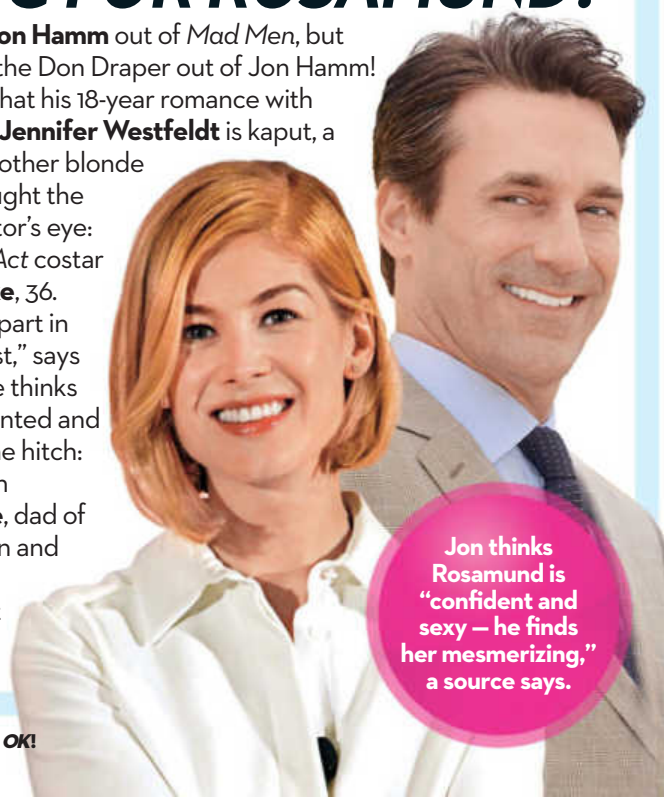 G FOR ROSAMUND?
on Hamm out of Mad Men, but
the Don Draper out of Jon Hamm!
hat his 18-year romance with
Jennifer Westfeldt is kaput, a
other blonde
ght the
tor’s eye:
Act costar
e, 36.
part in
st,” says
e thinks
nted and
e hitch:
n
e, dad of
n and
Jon thinks
Rosamund is
“confident and
sexy — he finds
her mesmerizing,”
a source says.
OK!